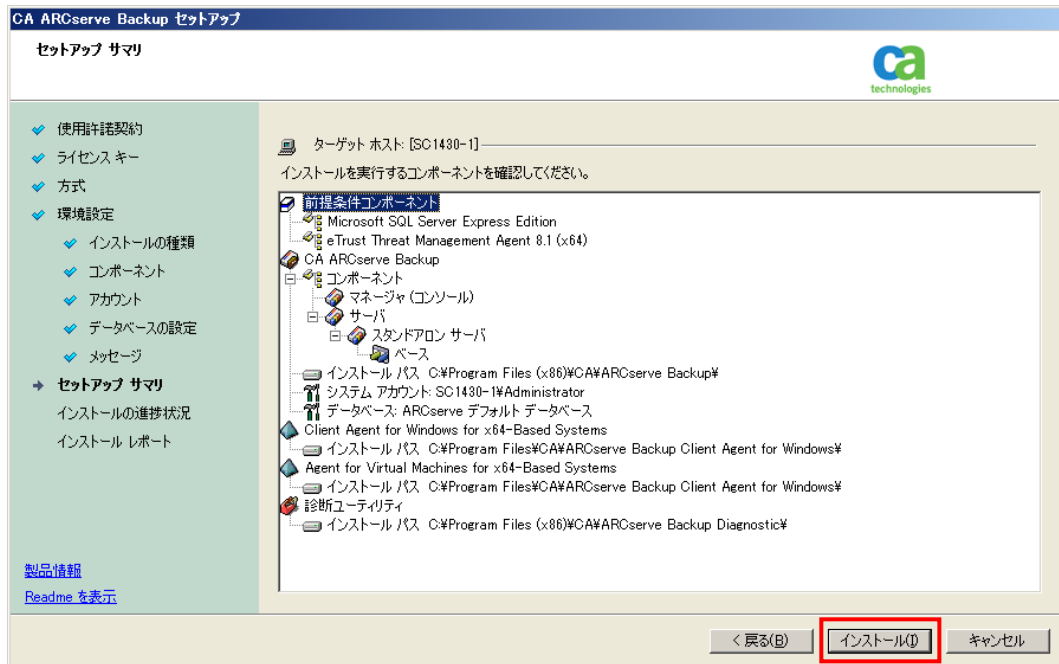 CA ARCserve Backup セットアップ
セットアップ サマリ
ca
technologies
使用許諾契約
ライセンス キー
方式
環境設定
インストールの種類
コンポーネント
アカウント
データベースの設定
メッセージ
セットアップ サマリ
インストールの進捗状況
インストール レポート
製品情報
Readme を表示
ターゲット ホスト: [SC1430-1]
インストールを実行するコンポーネントを確認してください。
前提条件コンポーネント
Microsoft SQL Server Express Edition
eTrust Threat Management Agent 8.1 (x64)
CA ARCserve Backup
コンポーネント
マネージャ (コンソール)
サーバ
スタンドアロン サーバ
ベース
インストール パス C:¥Program Files (x86)¥CA¥ARCserve Backup¥
システム アカウント: SC1430-1¥Administrator
データベース: ARCserve デフォルト データベース
Client Agent for Windows for x64-Based Systems
インストール パス C:¥Program Files¥CA¥ARCserve Backup Client Agent for Windows¥
Agent for Virtual Machines for x64-Based Systems
インストール パス C:¥Program Files¥CA¥ARCserve Backup Client Agent for Windows¥
診断ユーティリティ
インストール パス C:¥Program Files (x86)¥CA¥ARCserve Backup Diagnostic¥
< 戻る(B)
インストール(I)
キャンセル